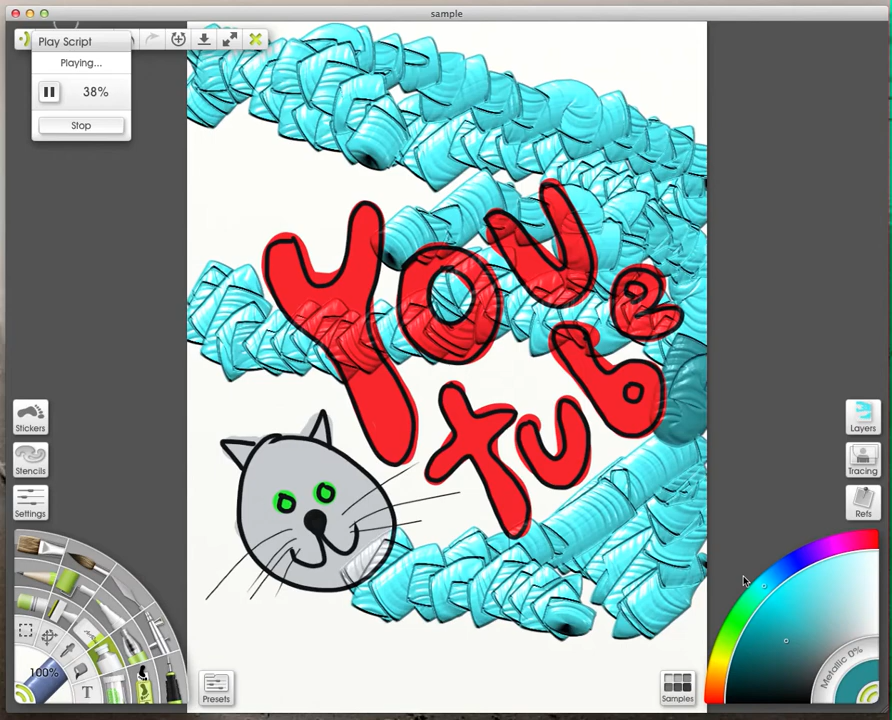 sample
Play Script
Playing...
38%
Stop
You
tube
Stickers
Stencils
Settings
100%
T
Presets
Samples
Layers
Tracing
Refs
Metallic 0%